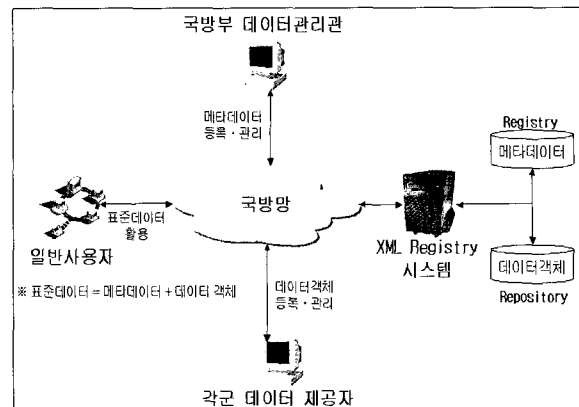 국방부 데이터관리관
메타데이터
등록·관리
Registry
메타데이터
국방망
표준데이터
활용
일반사용자
XML Registry
시스템
데이터객체
Repository
※ 표준데이터 = 메타데이터 + 데이터 객체
데이터객체
등록·관리
각군 데이터 제공자